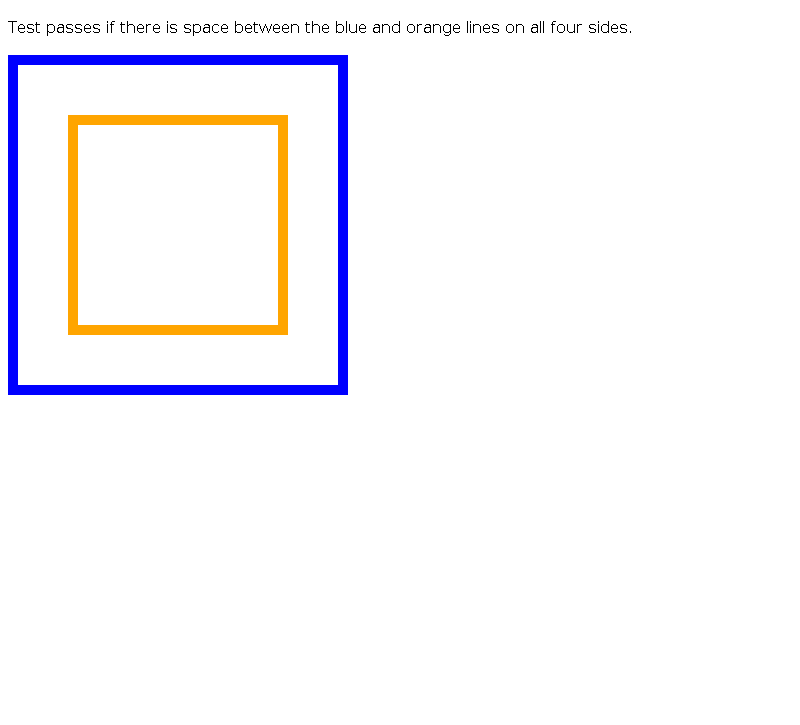 Test passes if there is space between the blue and orange lines on all four sides.